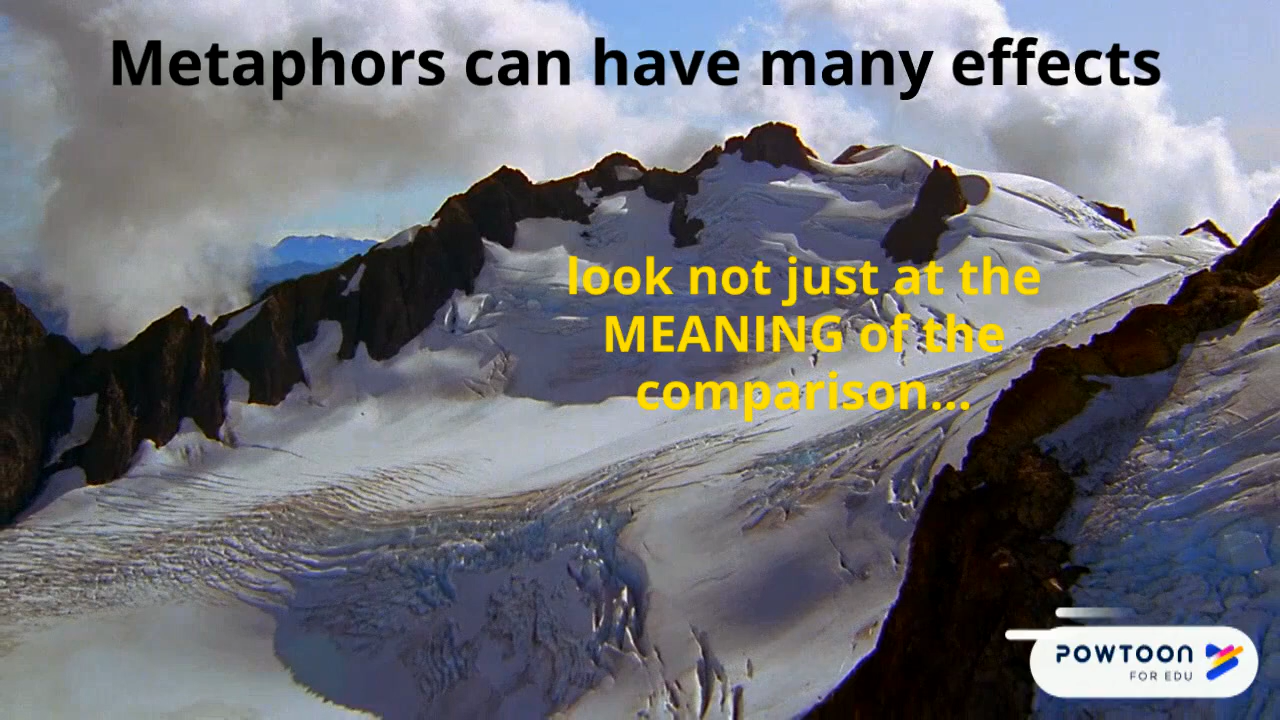 Metaphors can have many effects
look not just at the
MEANING of the
comparison...
POWTOON
FOR EDU